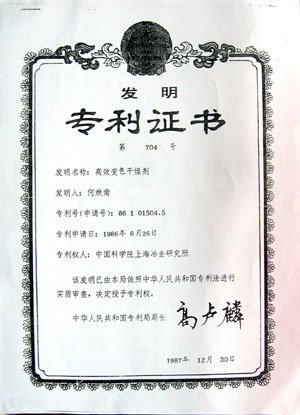 发明
专利证书
第 704 号
发明名称：高效变色干燥剂
发明人：何焕南
专利号(申请号)：86 1 01504.5
专利申请日：1986年6月26日
专利权人：中国科学院上海冶金研究所
该发明已由本局依照中华人民共和国专利法进行
实质审查，决定授予专利权。
中华人民共和国专利局局长 高卢麟
1987年 12月 30日